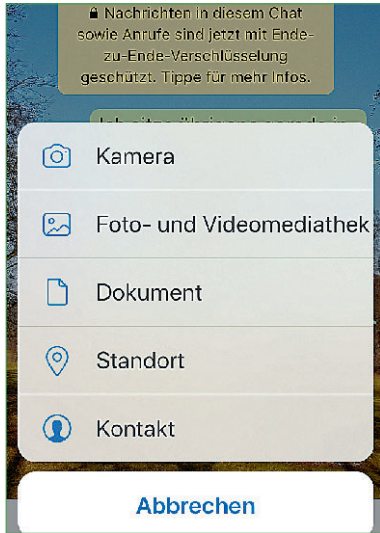 Nachrichten in diesem Chat
sowie Anrufe sind jetzt mit Ende-
zu-Ende-Verschlüsselung
geschützt. Tippe für mehr Infos.
Kamera
Foto- und Videomediathek
Dokument
Standort
Kontakt
Abbrechen